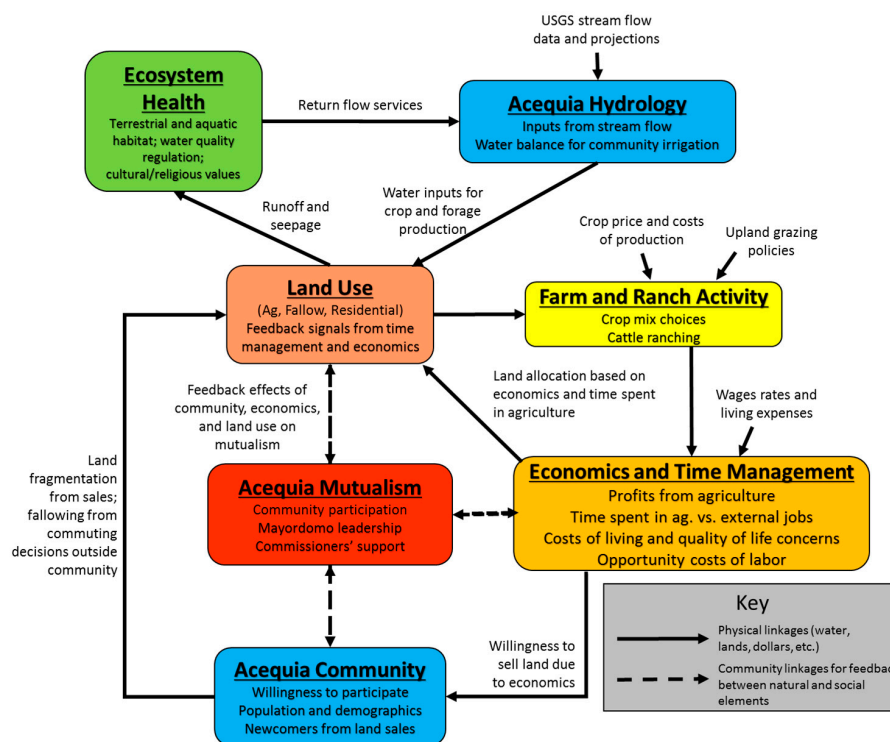 USGS stream flow
data and projections
Ecosystem
Health
Terrestrial and aquatic
habitat; water quality
regulation;
cultural/religious values
Return flow services
Acequia Hydrology
Inputs from stream flow
Water balance for community irrigation
Runoff and
seepage
Water inputs for
crop and forage
production
Crop price and costs
of production
Upland grazing
policies
Land Use
(Ag, Fallow, Residential)
Feedback signals from time
management and economics
Farm and Ranch Activity
Crop mix choices
Cattle ranching
Feedback effects of
community, economics,
and land use on
mutualism
Land allocation based on
economics and time spent
in agriculture
Wages rates and
living expenses
Land
fragmentation
from sales;
fallowing from
commuting
decisions outside
community
Acequia Mutualism
Community participation
Mayordomo leadership
Commissioners' support
Economics and Time Management
Profits from agriculture
Time spent in ag. vs. external jobs
Costs of living and quality of life concerns
Opportunity costs of labor
Willingness to
sell land due
to economics
Acequia Community
Willingness to participate
Population and demographics
Newcomers from land sales
Key
Physical linkages (water,
lands, dollars, etc.)
Community linkages for feedback
between natural and social
elements